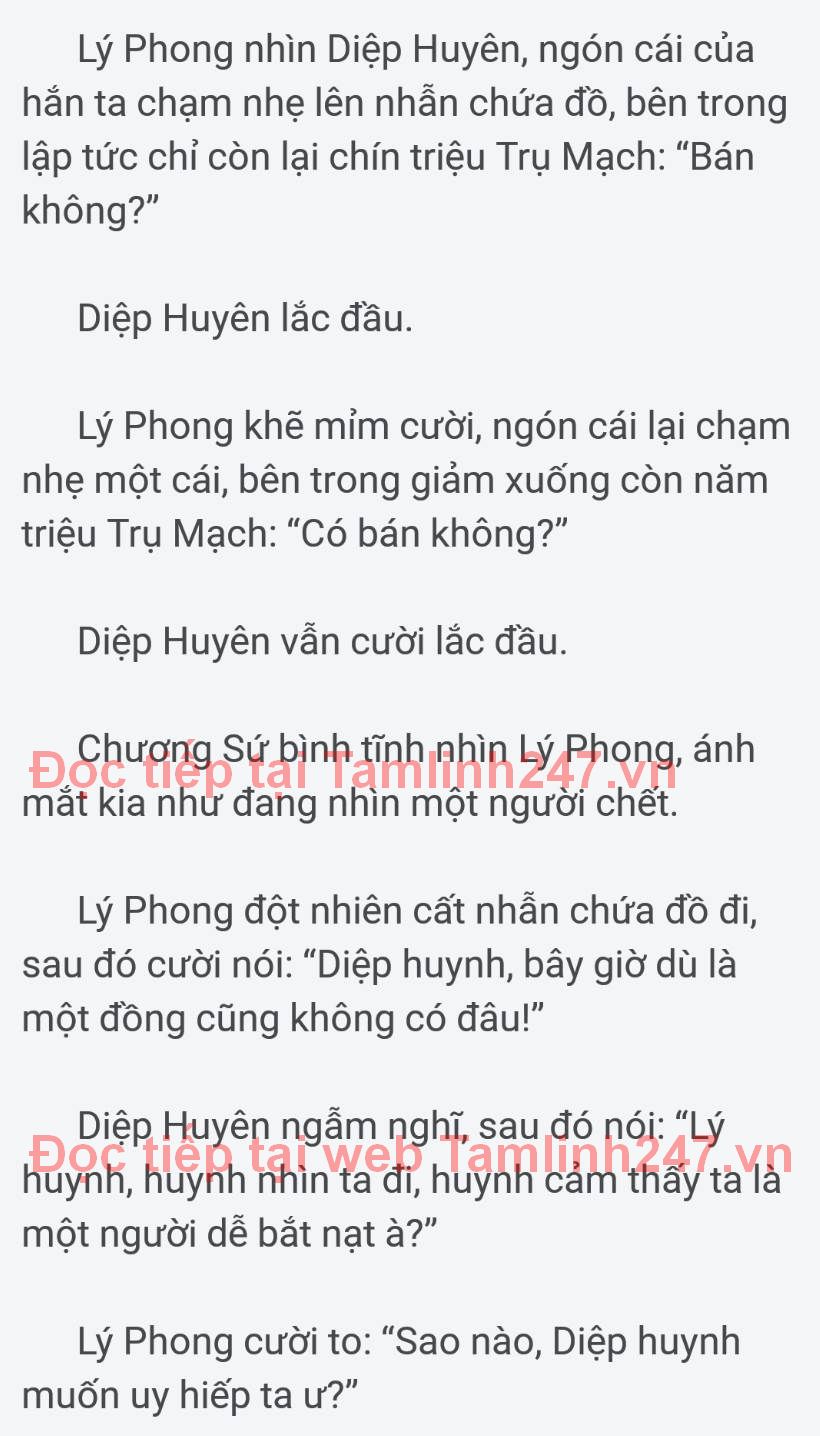 Lý Phong nhìn Diệp Huyên, ngón cái của
hắn ta chạm nhẹ lên nhẫn chứa đồ, bên trong
lập tức chỉ còn lại chín triệu Trụ Mạch: “Bán
không?”
Diệp Huyên lắc đầu.
Lý Phong khẽ mỉm cười, ngón cái lại chạm
nhẹ một cái, bên trong giảm xuống còn năm
triệu Trụ Mạch: “Có bán không?”
Diệp Huyên vẫn cười lắc đầu.
Chương Sứ bình tĩnh nhìn Lý Phong, ánh
Đọc tiếp tại Tamlinh247.vn
mắt kia như đang nhìn một người chết.
Lý Phong đột nhiên cất nhẫn chứa đồ đi,
sau đó cười nói: “Diệp huynh, bây giờ dù là
một đồng cũng không có đâu!”
Diệp Huyên ngẫm nghĩ, sau đó nói: “Lý
Đọc tiếp tại web Tamlinh247.vn
huynh, huynh nhìn ta đi, huynh cảm thấy ta là
một người dễ bắt nạt à?”
Lý Phong cười to: “Sao nào, Diệp huynh
muốn uy hiếp ta ư?”